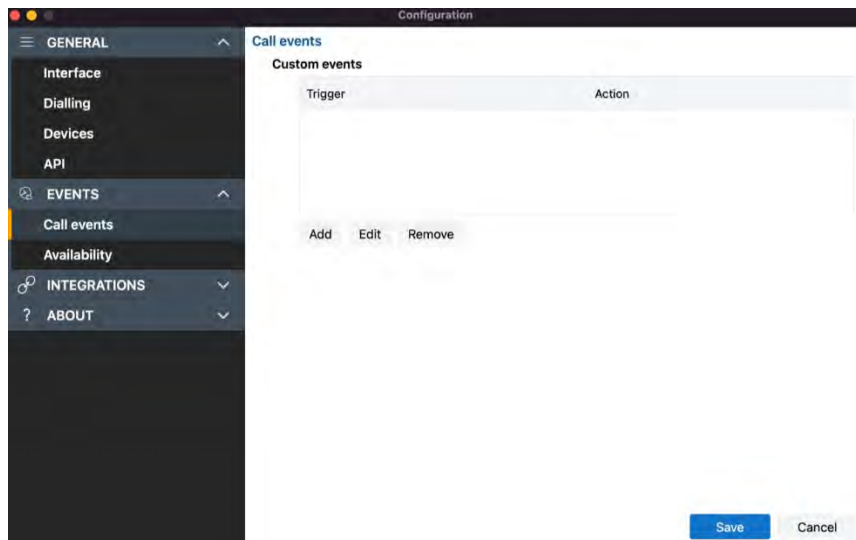 Configuration
GENERAL
Interface
Dialling
Devices
API
EVENTS
Call events
Availability
INTEGRATIONS
? ABOUT
Call events
Custom events
Trigger Action
Add Edit Remove
Save Cancel